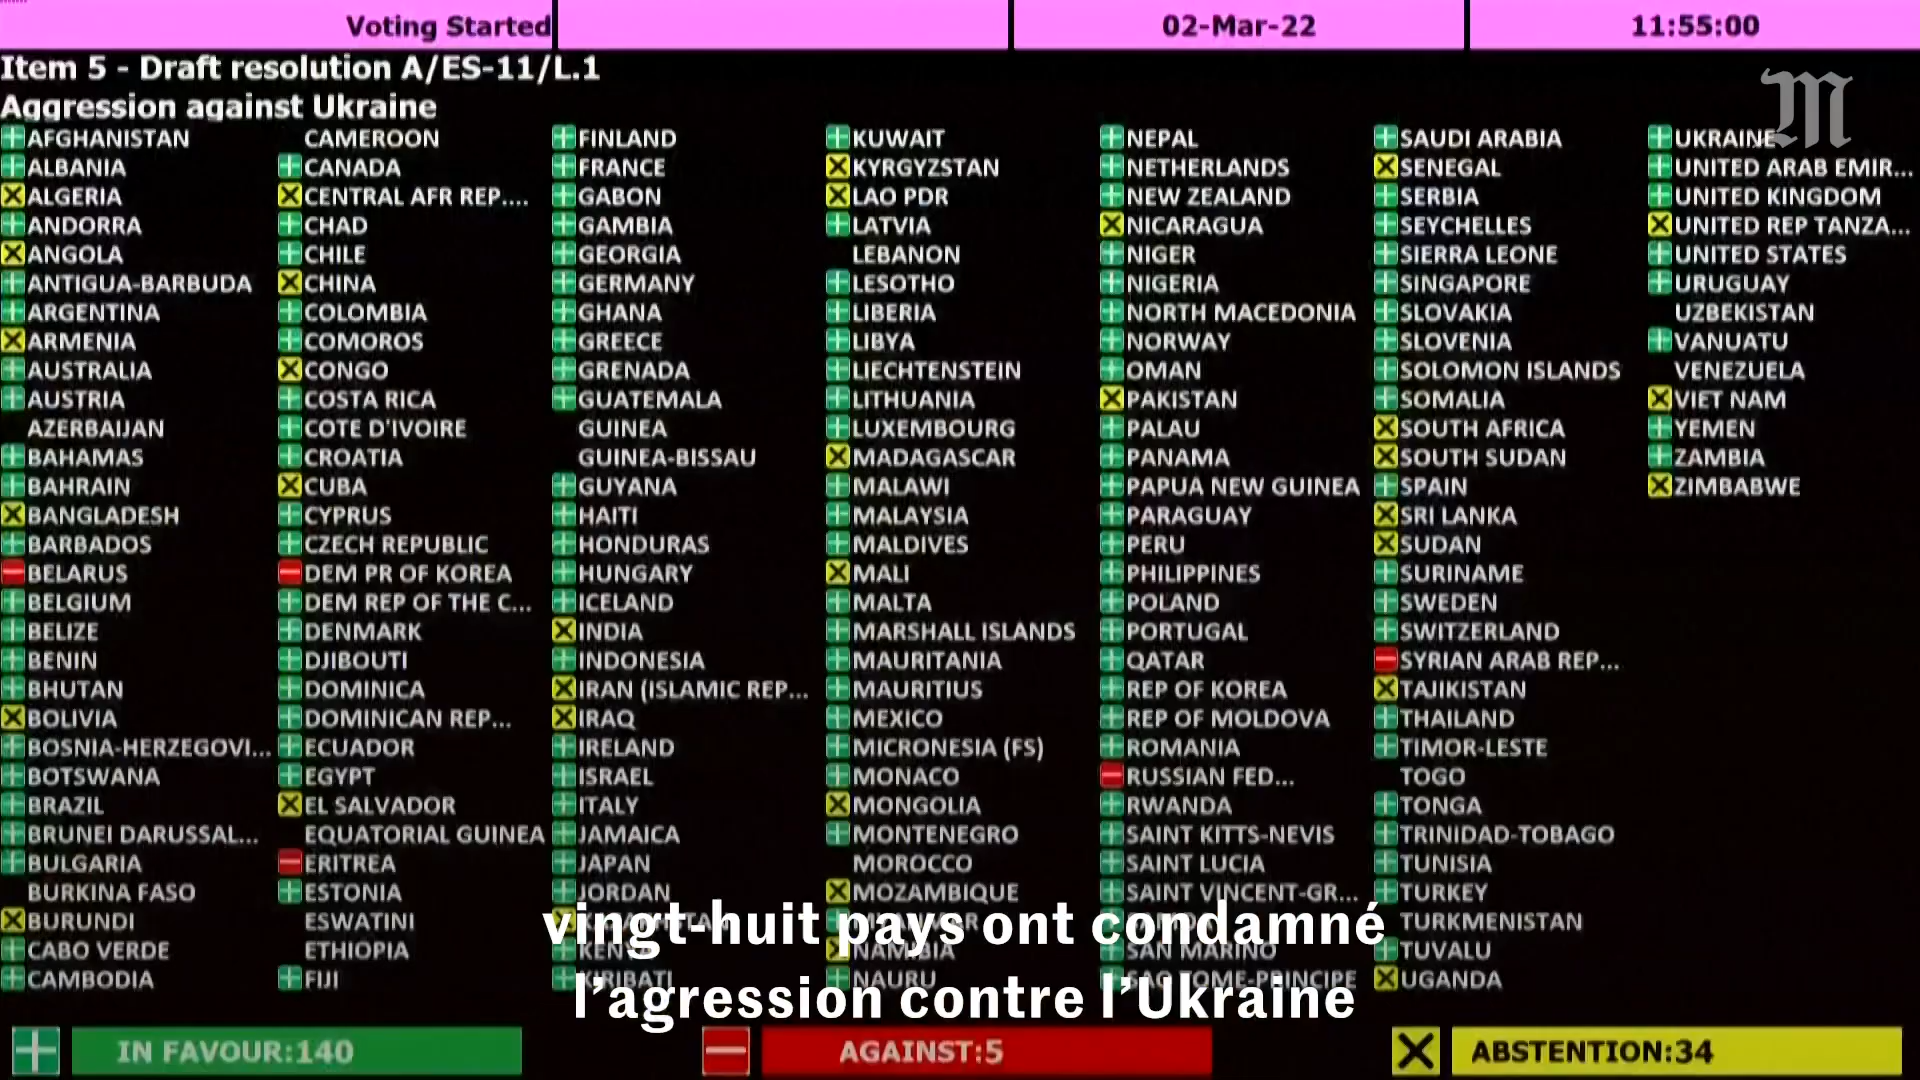 Voting Started
02-Mar-22
11:55:00
Item 5 - Draft resolution A/ES-11/L.1
Aggression against Ukraine
M
AFGHANISTAN
ALBANIA
ALGERIA
ANDORRA
ANGOLA
ANTIGUA-BARBUDA
ARGENTINA
ARMENIA
AUSTRALIA
AUSTRIA
AZERBAIJAN
BAHAMAS
BAHRAIN
BANGLADESH
BARBADOS
BELARUS
BELGIUM
BELIZE
BENIN
BHUTAN
BOLIVIA
BOSNIA-HERZEGOVI...
BOTSWANA
BRAZIL
BRUNEI DARUSSAL...
BULGARIA
BURKINA FASO
BURUNDI
CABO VERDE
CAMBODIA
CAMEROON
CANADA
CENTRAL AFR REP....
CHAD
CHILE
CHINA
COLOMBIA
COMOROS
CONGO
COSTA RICA
COTE D'IVOIRE
CROATIA
CUBA
CYPRUS
CZECH REPUBLIC
DEM PR OF KOREA
DEM REP OF THE C...
DENMARK
DJIBOUTI
DOMINICA
DOMINICAN REP...
ECUADOR
EGYPT
EL SALVADOR
EQUATORIAL GUINEA
ERITREA
ESTONIA
ESWATINI
ETHIOPIA
FIJI
FINLAND
FRANCE
GABON
GAMBIA
GEORGIA
GERMANY
GHANA
GREECE
GRENADA
GUATEMALA
GUINEA
GUINEA-BISSAU
GUYANA
HAITI
HONDURAS
HUNGARY
ICELAND
INDIA
INDONESIA
IRAN (ISLAMIC REP...
IRAQ
IRELAND
ISRAEL
ITALY
JAMAICA
JAPAN
JORDAN
KENYA
KIRIBATI
KUWAIT
KYRGYZSTAN
LAO PDR
LATVIA
LEBANON
LESOTHO
LIBERIA
LIBYA
LIECHTENSTEIN
LITHUANIA
LUXEMBOURG
MADAGASCAR
MALAWI
MALAYSIA
MALDIVES
MALI
MALTA
MARSHALL ISLANDS
MAURITANIA
MAURITIUS
MEXICO
MICRONESIA (FS)
MONACO
MONGOLIA
MONTENEGRO
MOROCCO
MOZAMBIQUE
NAMIBIA
NAURU
NEPAL
NETHERLANDS
NEW ZEALAND
NICARAGUA
NIGER
NIGERIA
NORTH MACEDONIA
NORWAY
OMAN
PAKISTAN
PALAU
PANAMA
PAPUA NEW GUINEA
PARAGUAY
PERU
PHILIPPINES
POLAND
PORTUGAL
QATAR
REP OF KOREA
REP OF MOLDOVA
ROMANIA
RUSSIAN FED...
RWANDA
SAINT KITTS-NEVIS
SAINT LUCIA
SAINT VINCENT-GR...
SAN MARINO
SAO TOME-PRINCIPE
SAUDI ARABIA
SENEGAL
SERBIA
SEYCHELLES
SIERRA LEONE
SINGAPORE
SLOVAKIA
SLOVENIA
SOLOMON ISLANDS
SOMALIA
SOUTH AFRICA
SOUTH SUDAN
SPAIN
SRI LANKA
SUDAN
SURINAME
SWEDEN
SWITZERLAND
SYRIAN ARAB REP...
TAJIKISTAN
THAILAND
TIMOR-LESTE
TOGO
TONGA
TRINIDAD-TOBAGO
TUNISIA
TURKEY
TURKMENISTAN
TUVALU
UGANDA
UKRAINE
UNITED ARAB EMIR...
UNITED KINGDOM
UNITED REP TANZA...
UNITED STATES
URUGUAY
UZBEKISTAN
VANUATU
VENEZUELA
VIET NAM
YEMEN
ZAMBIA
ZIMBABWE
vingt-huit pays ont condamné
l'agression contre l'Ukraine
IN FAVOUR:140
AGAINST:5
ABSTENTION:34